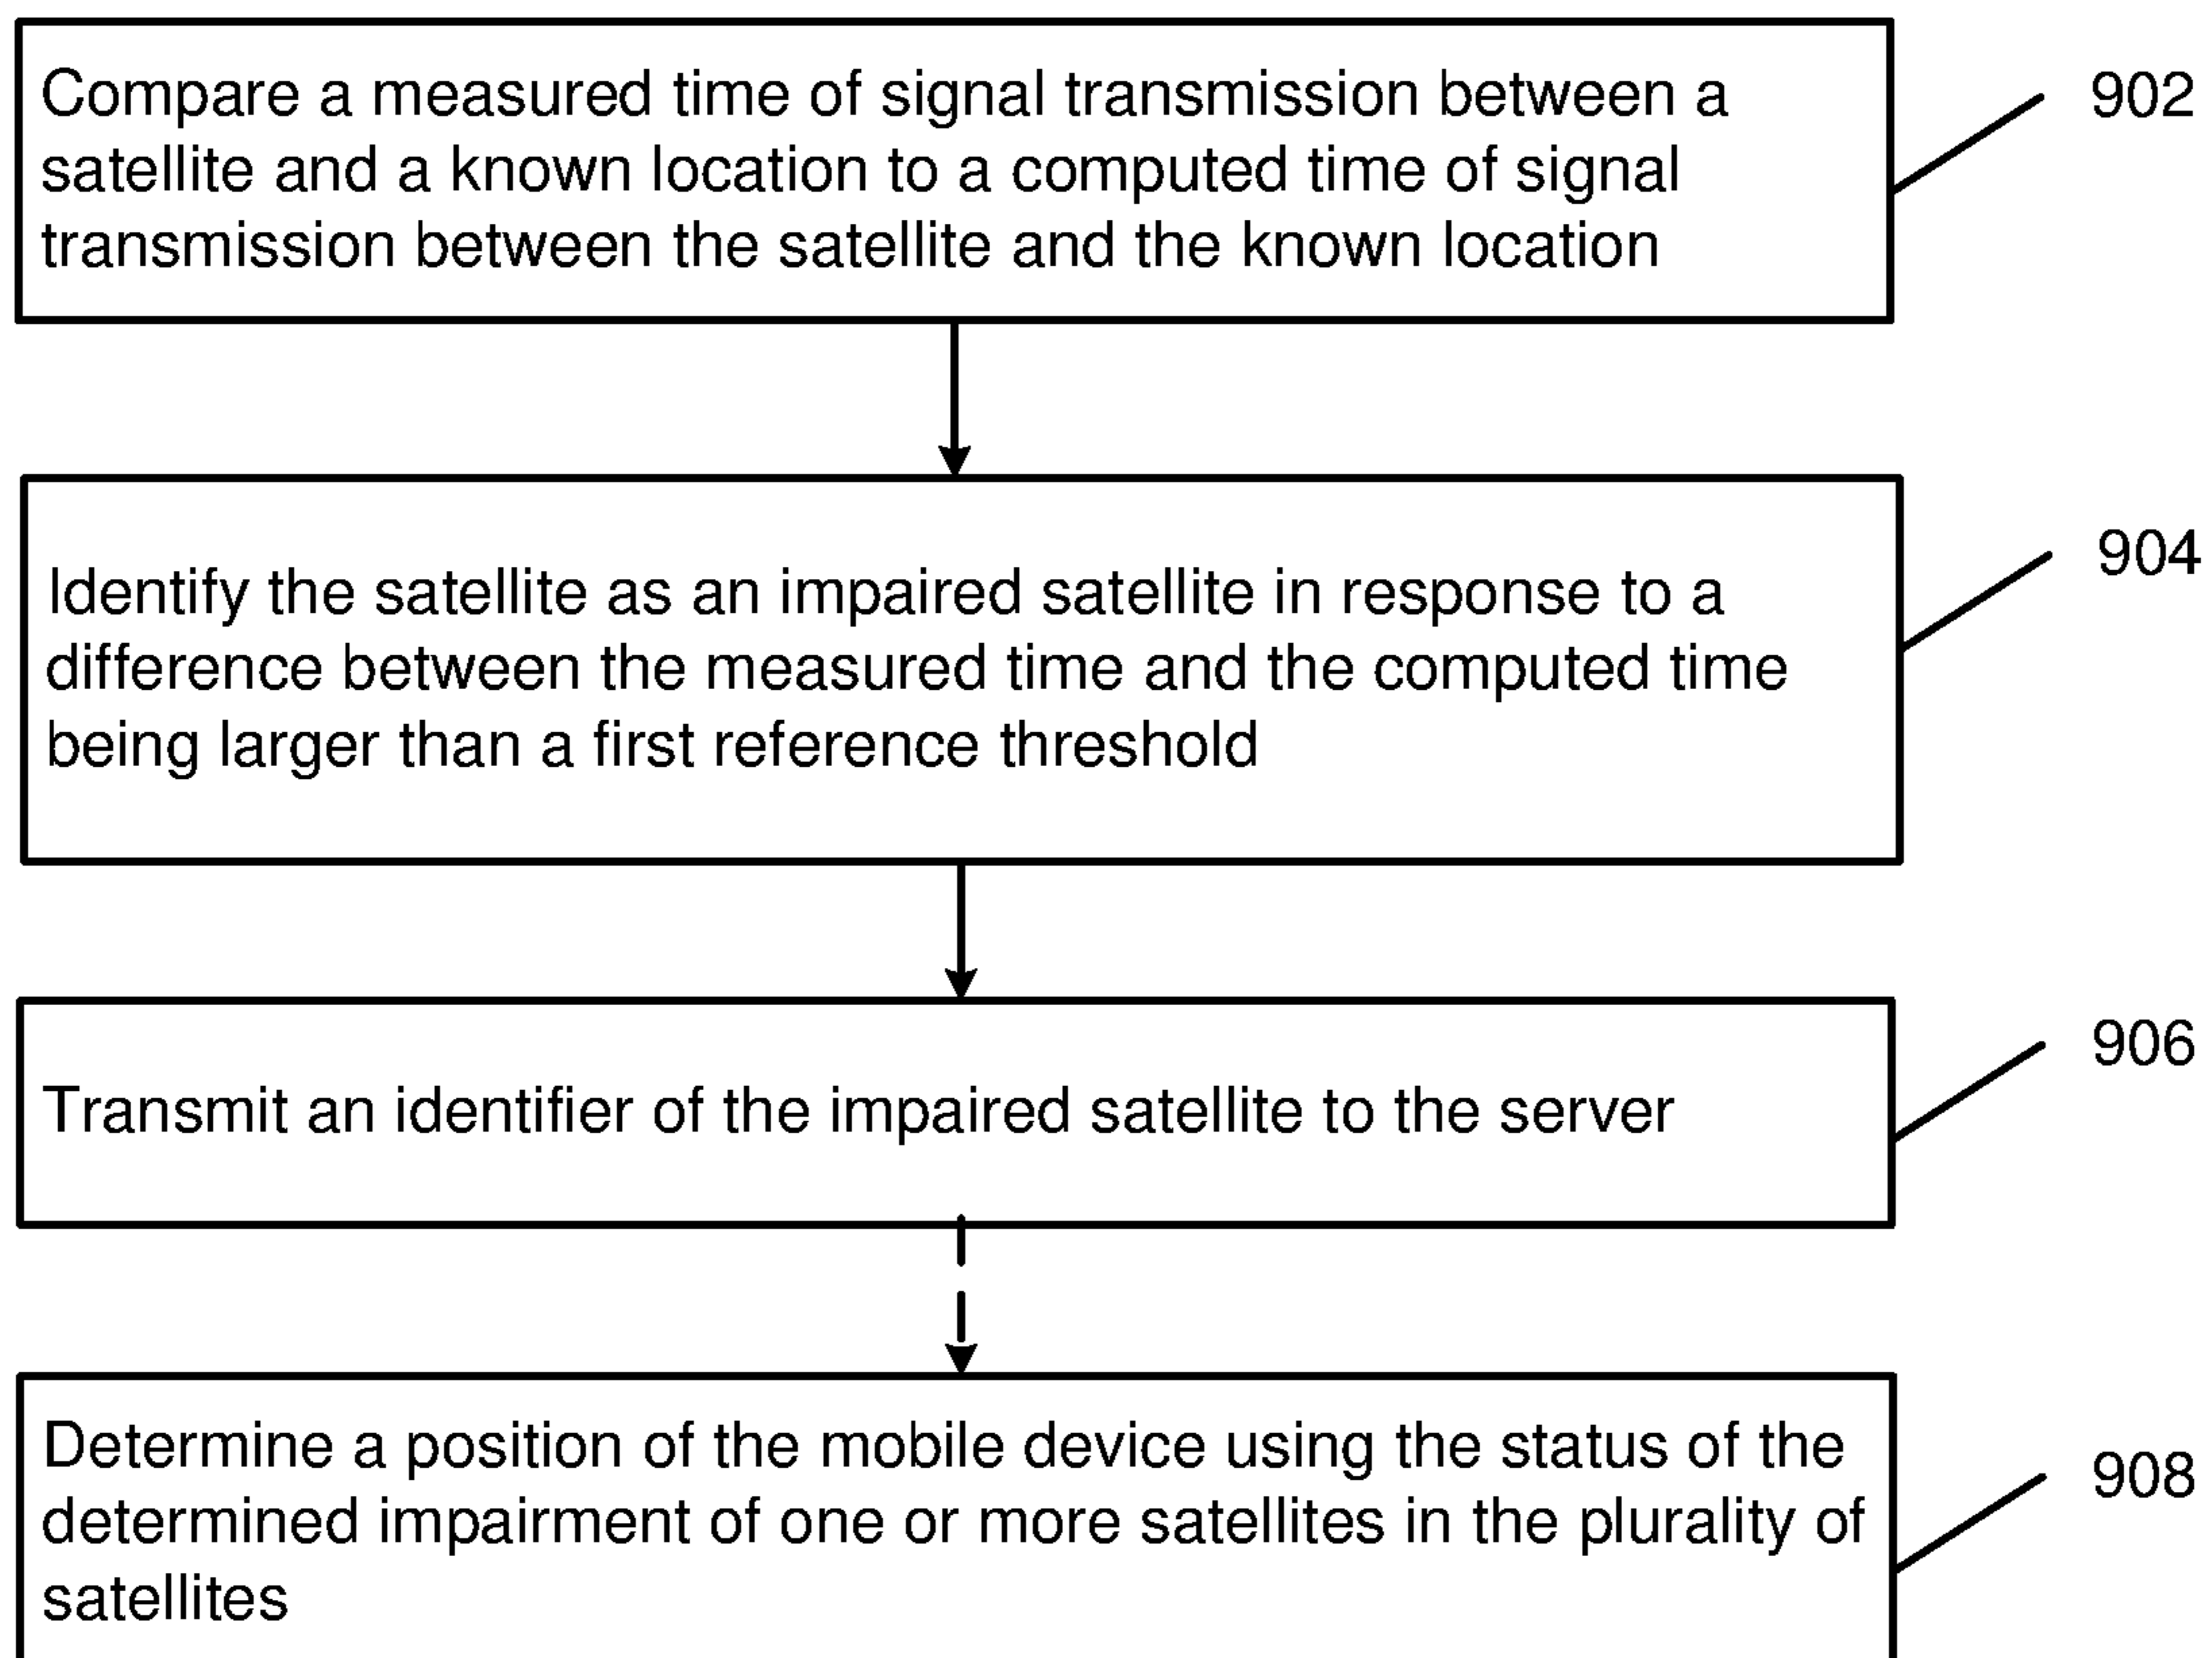 Compare a measured time of signal transmission between a
satellite and a known location to a computed time of signal
transmission between the satellite and the known location
902
Identify the satellite as an impaired satellite in response to a
difference between the measured time and the computed time
being larger than a first reference threshold
904
Transmit an identifier of the impaired satellite to the server
906
Determine a position of the mobile device using the status of the
determined impairment of one or more satellites in the plurality of
satellites
908